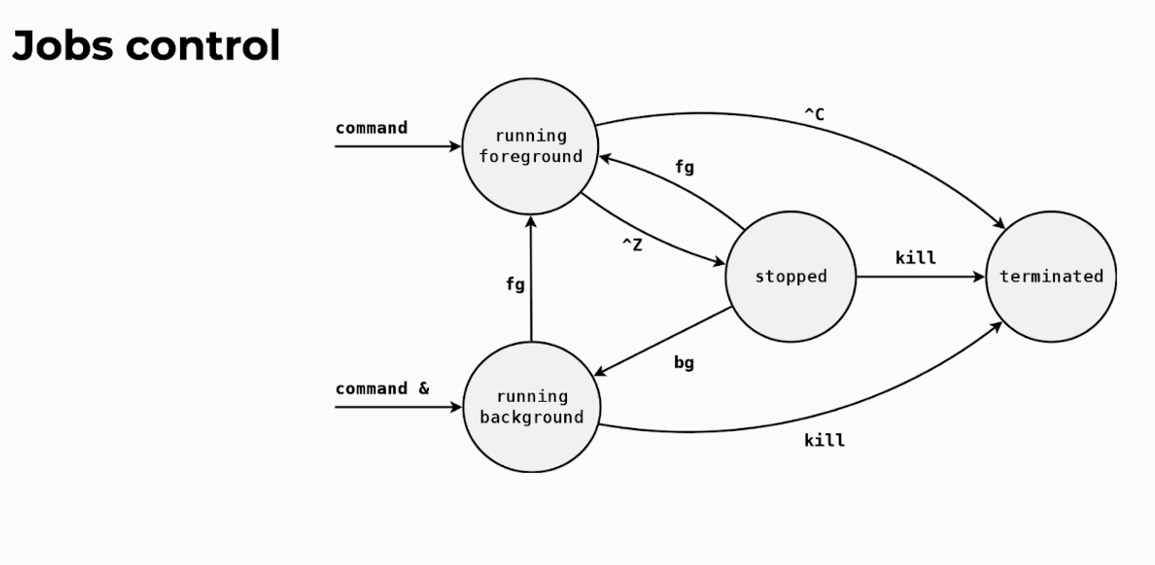 Jobs control
command
running
foreground
^C
fg
^Z
stopped
kill
terminated
fg
bg
command &
running
background
kill